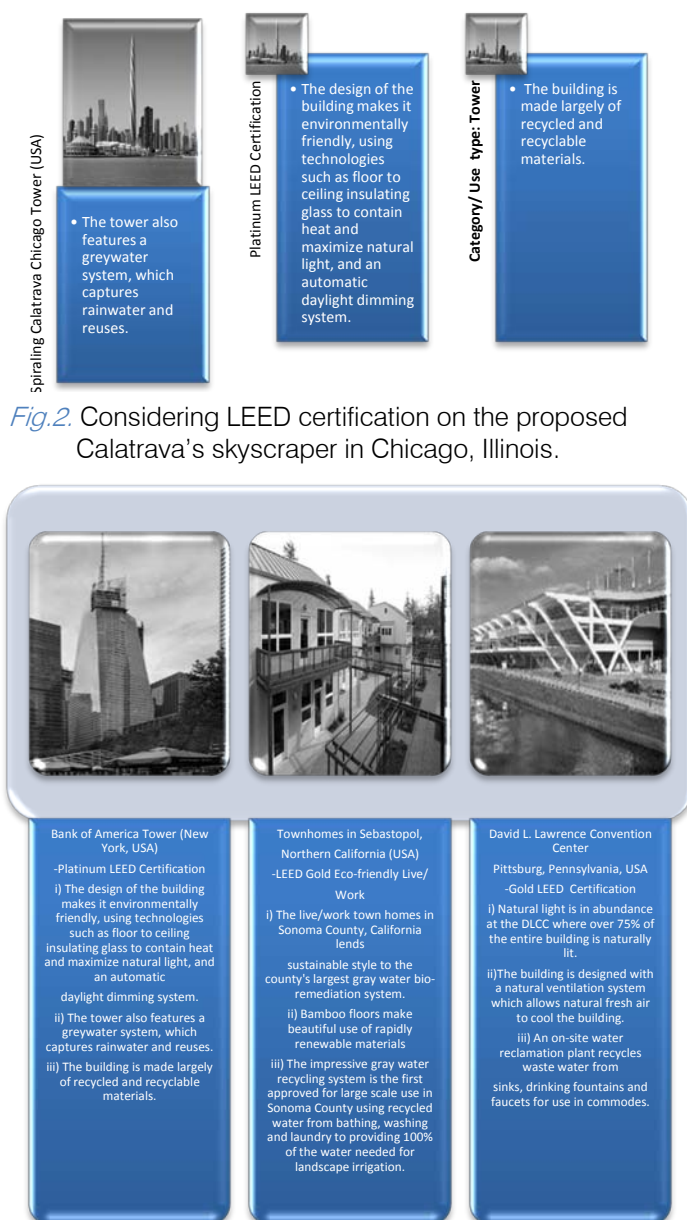 Spiraling Calatrava Chicago Tower (USA)
• The tower also
features a
greywater
system, which
captures
rainwater and
reuses.
Platinum LEED Certification
• The design of the
building makes it
environmentally
friendly, using
technologies
such as floor to
ceiling insulating
glass to contain
heat and
maximize natural
light, and an
automatic
daylight dimming
system.
Category/ Use type: Tower
• The building is
made largely of
recycled and
recyclable
materials.
Fig.2. Considering LEED certification on the proposed
Calatrava’s skyscraper in Chicago, Illinois.
Bank of America Tower (New
York, USA)
-Platinum LEED Certification
i) The design of the building
makes it environmentally
friendly, using technologies
such as floor to ceiling
insulating glass to contain heat
and maximize natural light, and
an automatic
daylight dimming system.
ii) The tower also features a
greywater system, which
captures rainwater and reuses.
iii) The building is made largely
of recycled and recyclable
materials.
Townhomes in Sebastopol,
Northern California (USA)
-LEED Gold Eco-friendly Live/
Work
i) The live/work town homes in
Sonoma County, California
lends
sustainable style to the
county's largest gray water bio-
remediation system.
ii) Bamboo floors make
beautiful use of rapidly
renewable materials
iii) The impressive gray water
recycling system is the first
approved for large scale use in
Sonoma County using recycled
water from bathing, washing
and laundry to providing 100%
of the water needed for
landscape irrigation.
David L. Lawrence Convention
Center
Pittsburg, Pennsylvania, USA
-Gold LEED Certification
i) Natural light is in abundance
at the DLCC where over 75% of
the entire building is naturally
lit.
ii)The building is designed with
a natural ventilation system
which allows natural fresh air
to cool the building.
iii) An on-site water
reclamation plant recycles
waste water from
sinks, drinking fountains and
faucets for use in commodes.